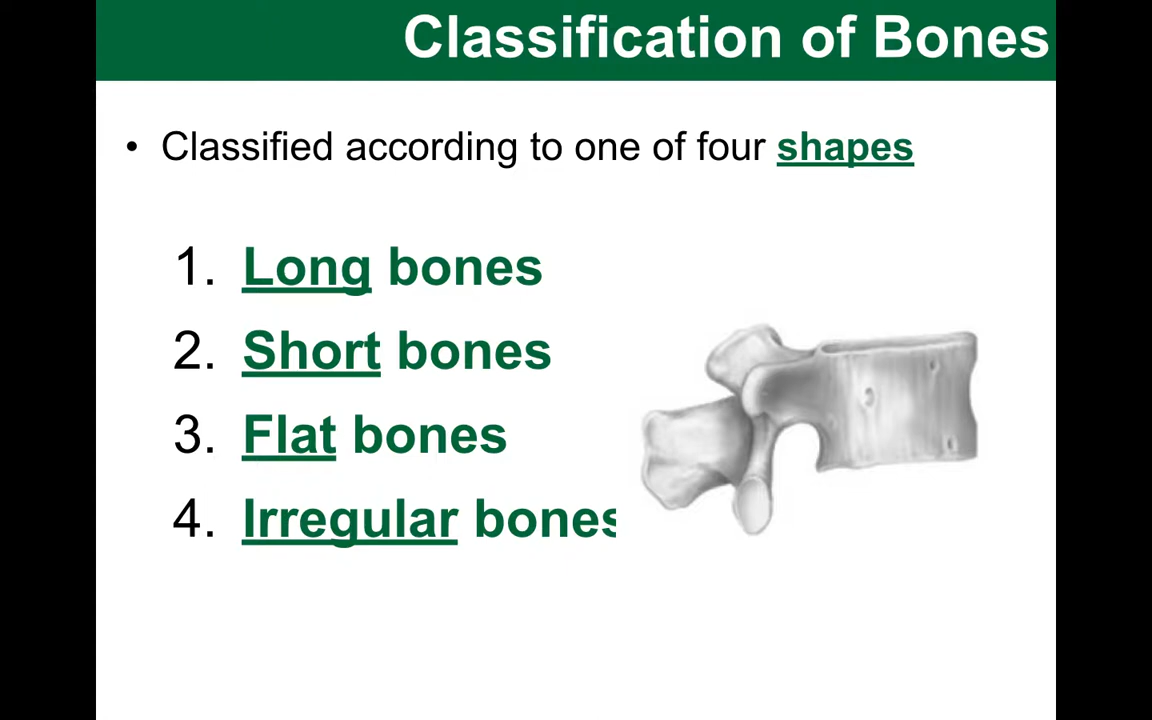 Classification of Bones
• Classified according to one of four shapes
1. Long bones
2. Short bones
3. Flat bones
4. Irregular bones